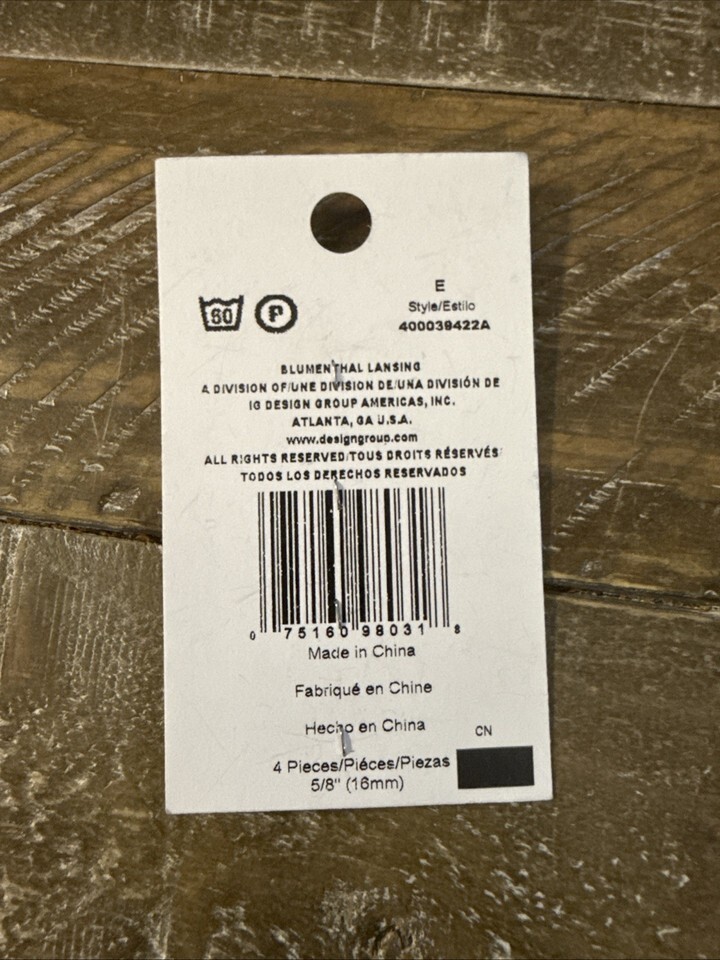 E
Style/Estilo
400039422A
60 P
BLUMENTHAL LANSING
A DIVISION OF/UNE DIVISION DE/UNA DIVISIÓN DE
IG DESIGN GROUP AMERICAS, INC.
ATLANTA, GA U.S.A.
www.designgroup.com
ALL RIGHTS RESERVED/TOUS DROITS RÉSERVÉS/
TODOS LOS DERECHOS RESERVADOS
0 75160 98031 8
Made in China
Fabriqué en Chine
Hecho en China
CN
4 Pieces/Piéces/Piezas
5/8" (16mm)